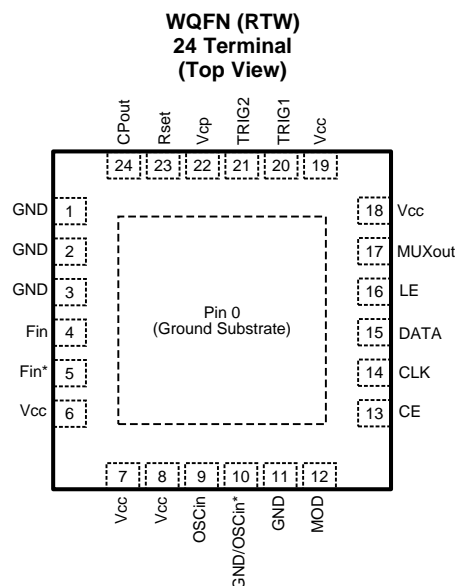 WQFN (RTW)
24 Terminal
(Top View)
CPout
Rset
Vcp
TRIG2
TRIG1
Vcc
24 23 22 21 20 19
GND 1
GND 2
GND 3
Fin 4
Fin* 5
Vcc 6
Pin 0
(Ground Substrate)
18 Vcc
17 MUXout
16 LE
15 DATA
14 CLK
13 CE
7 8 9 10 11 12
Vcc
Vcc
OSCin
GND/OSCin*
GND
MOD